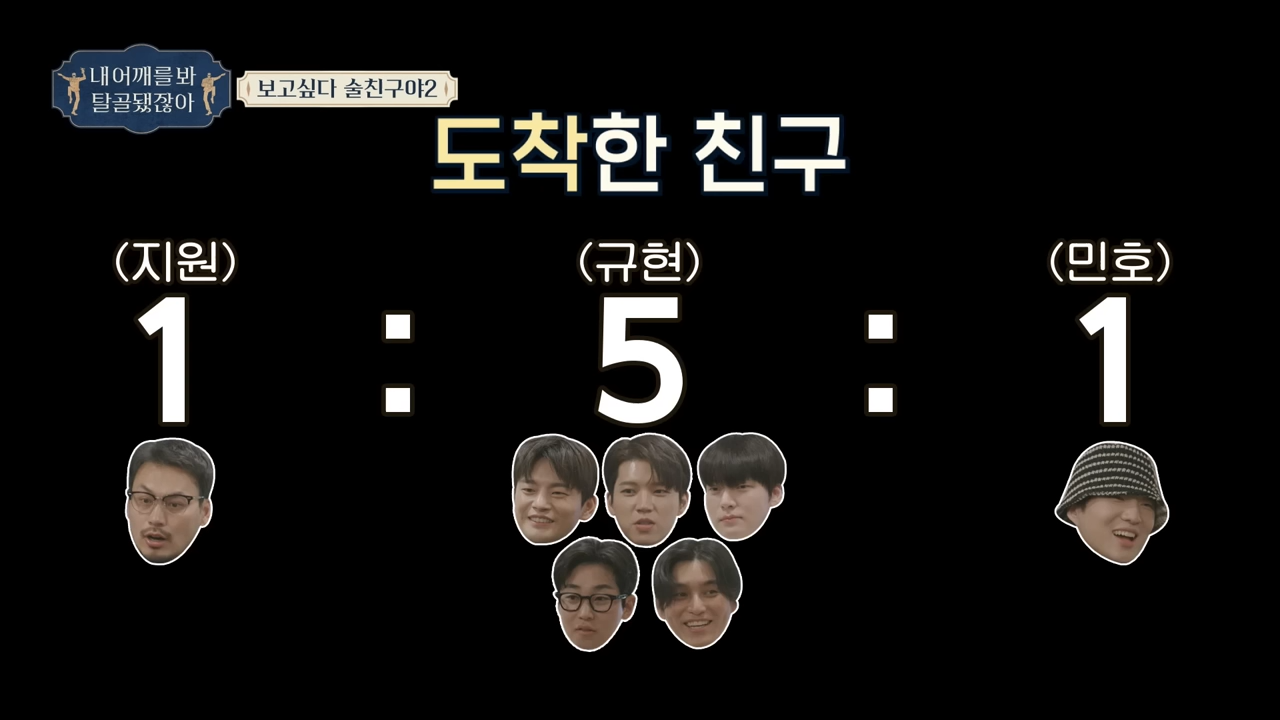 내어깨를봐
탈골됐잖아
보고싶다 술친구야2
도착한 친구
(지원) (규현) (민호)
1 : 5 : 1